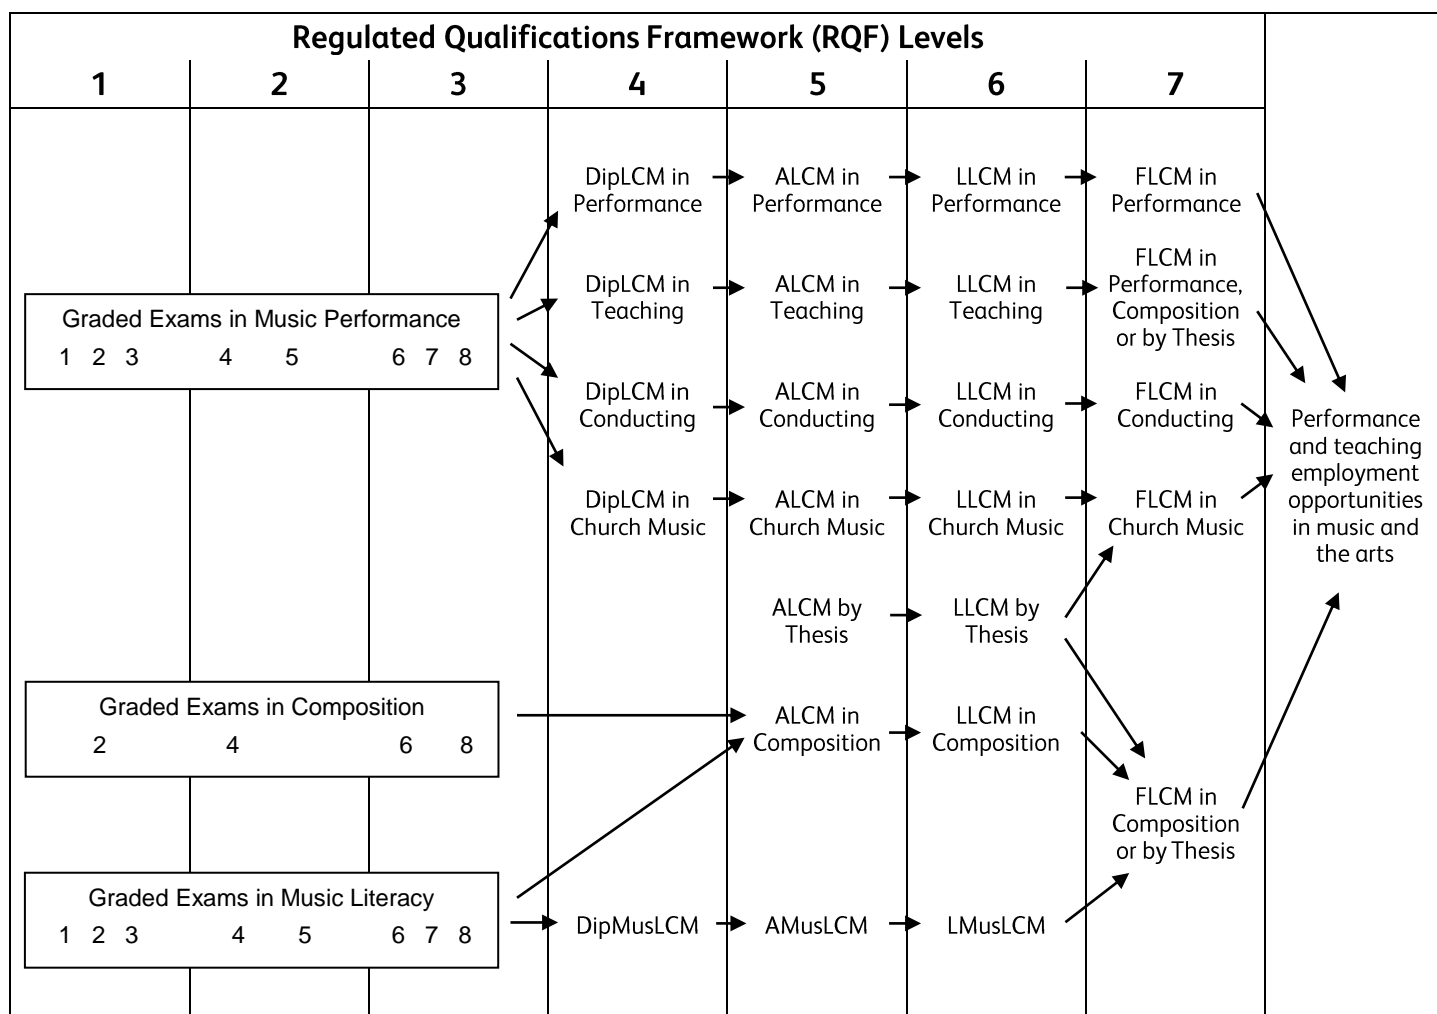 Regulated Qualifications Framework (RQF) Levels
1 2 3 4 5 6 7
DipLCM in
Performance
ALCM in
Performance
LLCM in
Performance
FLCM in
Performance
Graded Exams in Music Performance
1 2 3 4 5 6 7 8
DipLCM in
Teaching
ALCM in
Teaching
LLCM in
Teaching
FLCM in
Performance,
Composition
or by Thesis
DipLCM in
Conducting
ALCM in
Conducting
LLCM in
Conducting
FLCM in
Conducting
DipLCM in
Church Music
ALCM in
Church Music
LLCM in
Church Music
FLCM in
Church Music
Performance
and teaching
employment
opportunities
in music and
the arts
ALCM by
Thesis
LLCM by
Thesis
Graded Exams in Composition
2 4 6 8
ALCM in
Composition
LLCM in
Composition
FLCM in
Composition
or by Thesis
Graded Exams in Music Literacy
1 2 3 4 5 6 7 8
DipMusLCM
AMusLCM
LMusLCM